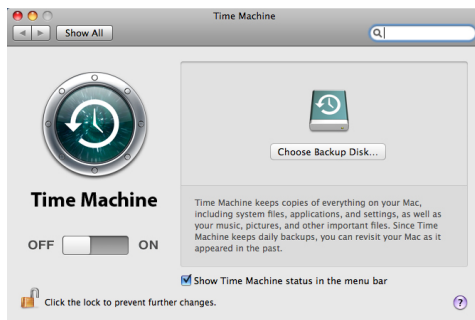 Time Machine
Show All
Choose Backup Disk...
Time Machine
Time Machine keeps copies of everything on your Mac,
including system files, applications, and settings, as well as
your music, pictures, and other important files. Since Time
Machine keeps daily backups, you can revisit your Mac as it
appeared in the past.
OFF ON
Show Time Machine status in the menu bar
Click the lock to prevent further changes.
?